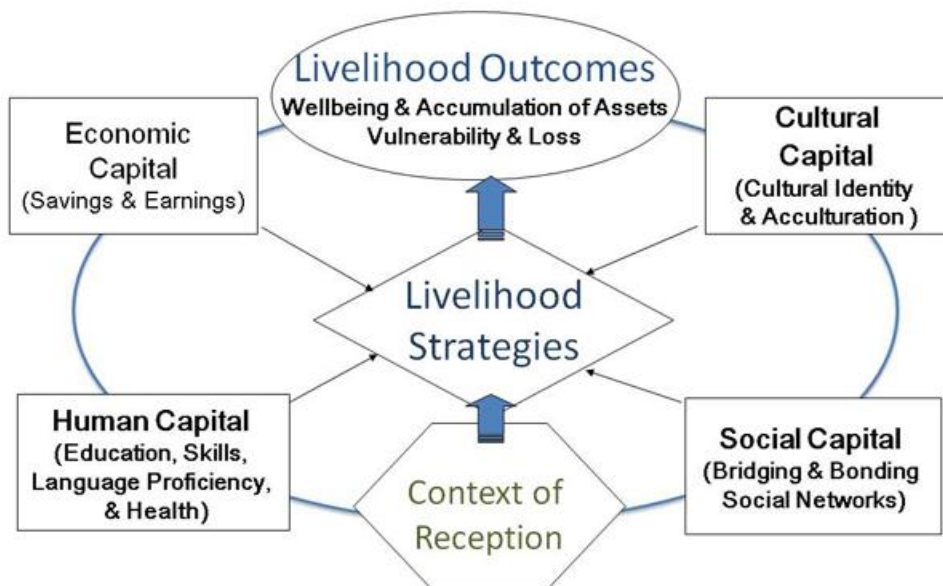 Livelihood Outcomes
Wellbeing & Accumulation of Assets
Vulnerability & Loss
Economic
Capital
(Savings & Earnings)
Cultural
Capital
(Cultural Identity
& Acculturation )
Livelihood
Strategies
Human Capital
(Education, Skills,
Language Proficiency,
& Health)
Context of
Reception
Social Capital
(Bridging & Bonding
Social Networks)